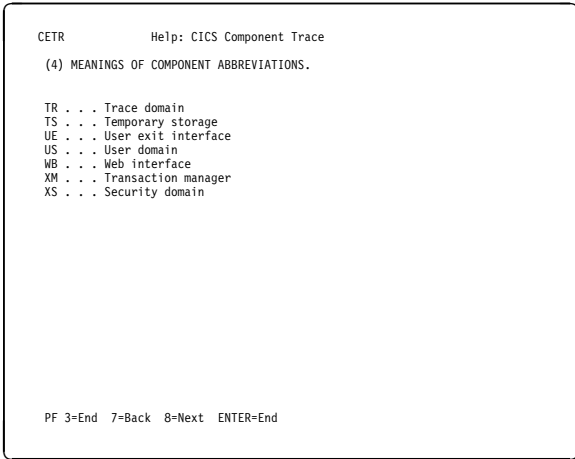 CETR Help: CICS Component Trace
(4) MEANINGS OF COMPONENT ABBREVIATIONS.
TR . . . Trace domain
TS . . . Temporary storage
UE . . . User exit interface
US . . . User domain
WB . . . Web interface
XM . . . Transaction manager
XS . . . Security domain
PF 3=End 7=Back 8=Next ENTER=End